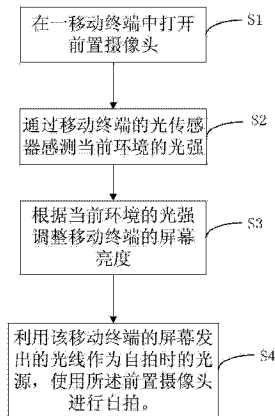 在一移动终端中打开
前置摄像头
S1
通过移动终端的光传感
器感测当前环境的光强
S2
根据当前环境的光强
调整移动终端的屏幕
亮度
S3
利用该移动终端的屏幕发
出的光线作为自拍时的光
源，使用所述前置摄像头
进行自拍。
S4